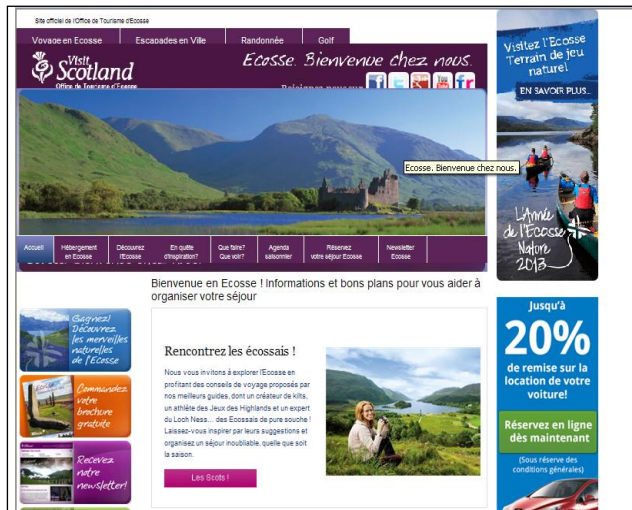 Site officiel de l'Office de Tourisme d'Ecosse
Voyage en Ecosse
Escapades en Ville
Randonnée
Golf
Visit
Scotland
Office de Tourisme d'Ecosse
Ecosse. Bienvenue chez nous.
You
fr
Ecosse. Bienvenue chez nous.
Accueil
Hébergement
en Ecosse
Découvrez
l'Ecosse
En quête
d'inspiration?
Que faire?
Que voir?
Agenda
saisonnier
Réservez
votre séjour Ecosse
Newsletter
Ecosse
Bienvenue en Ecosse ! Informations et bons plans pour vous aider à
organiser votre séjour
Gagnez!
Découvrez
les merveilles
naturelles
de l'Ecosse
Commandez
votre
brochure
gratuite
Recevez
notre
newsletter!
Rencontrez les écossais !
Nous vous invitons à explorer l'Ecosse en
profitant des conseils de voyage proposés par
nos meilleurs guides, dont un créateur de kilts,
un athlète des Jeux des Highlands et un expert
du Loch Ness... des Ecossais de pure souche !
Laissez-vous inspirer par leurs suggestions et
organisez un séjour inoubliable, quelle que soit
la saison.
Les Scots !
Visitez l'Ecosse
Terrain de jeu
naturel!
EN SAVOIR PLUS...
L'Année
de l'Ecosse
Nature
2013
Jusqu'à
20%
de remise sur la
location de votre
voiture!
Réservez en ligne
dès maintenant
(Sous réserve des
conditions générales)